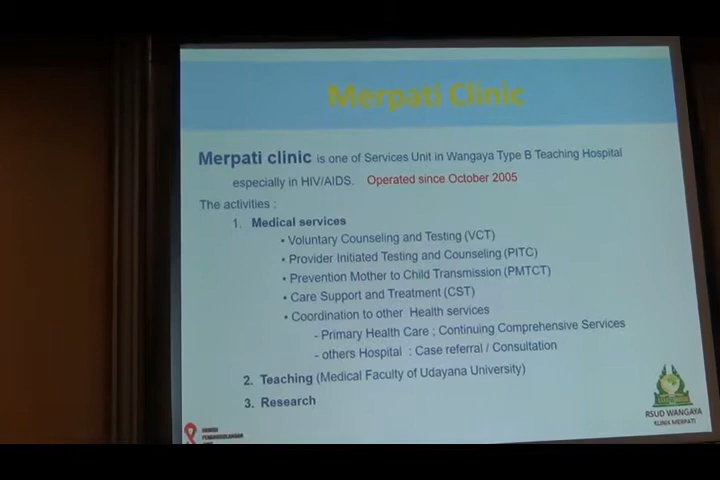 Merpati Clinic
Merpati clinic is one of Services Unit in Wangaya Type B Teaching Hospital
especially in HIV/AIDS. Operated since October 2005
The activities :
1. Medical services
• Voluntary Counseling and Testing (VCT)
• Provider Initiated Testing and Counseling (PITC)
• Prevention Mother to Child Transmission (PMTCT)
• Care Support and Treatment (CST)
• Coordination to other Health services
- Primary Health Care ; Continuing Comprehensive Services
- others Hospital : Case referral / Consultation
2. Teaching (Medical Faculty of Udayana University)
3. Research
RSUD WANGAYA
KLINIK MERPATI
KOMISI
PENANGGULANGAN